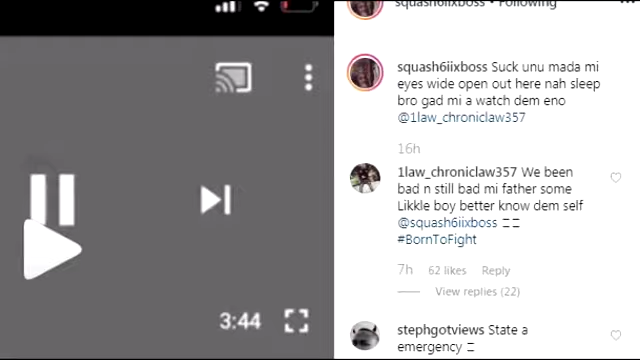 squash6iixboss • Following
squash6iixboss Suck unu mada mi
eyes wide open out here nah sleep
bro gad mi a watch dem eno
@1law_chroniclaw357
16h
1law_chroniclaw357 We been
bad n still bad mi father some
Likkle boy better know dem self
@squash6iixboss
#BornToFight
7h 62 likes Reply
View replies (22)
stephgotviews State a
emergency
3:44